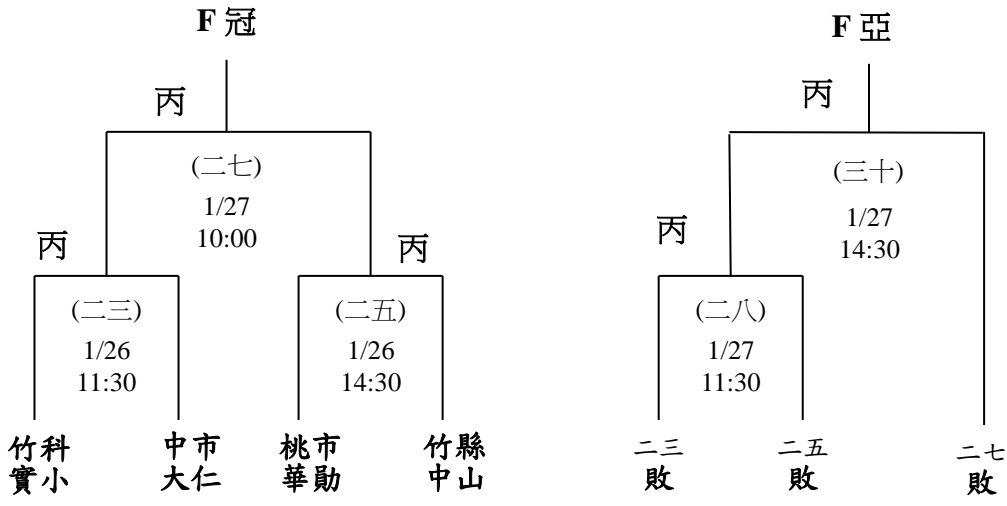 F 冠
丙
(二七)
1/27
10:00
丙
丙
(二三)
1/26
11:30
(二五)
1/26
14:30
竹科
實小
中市
大仁
桃市
華勛
竹縣
中山
F 亞
丙
(三十)
1/27
14:30
丙
(二八)
1/27
11:30
二三
敗
二五
敗
二七
敗